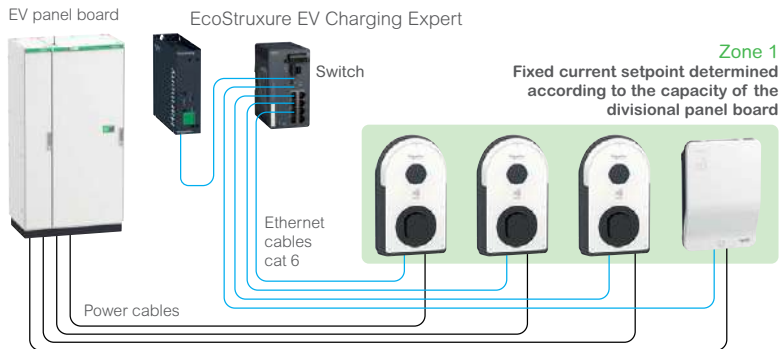 EV panel board
EcoStruxure EV Charging Expert
Switch
Zone 1
Fixed current setpoint determined
according to the capacity of the
divisional panel board
Harmony
Ethernet
cables
cat 6
Power cables